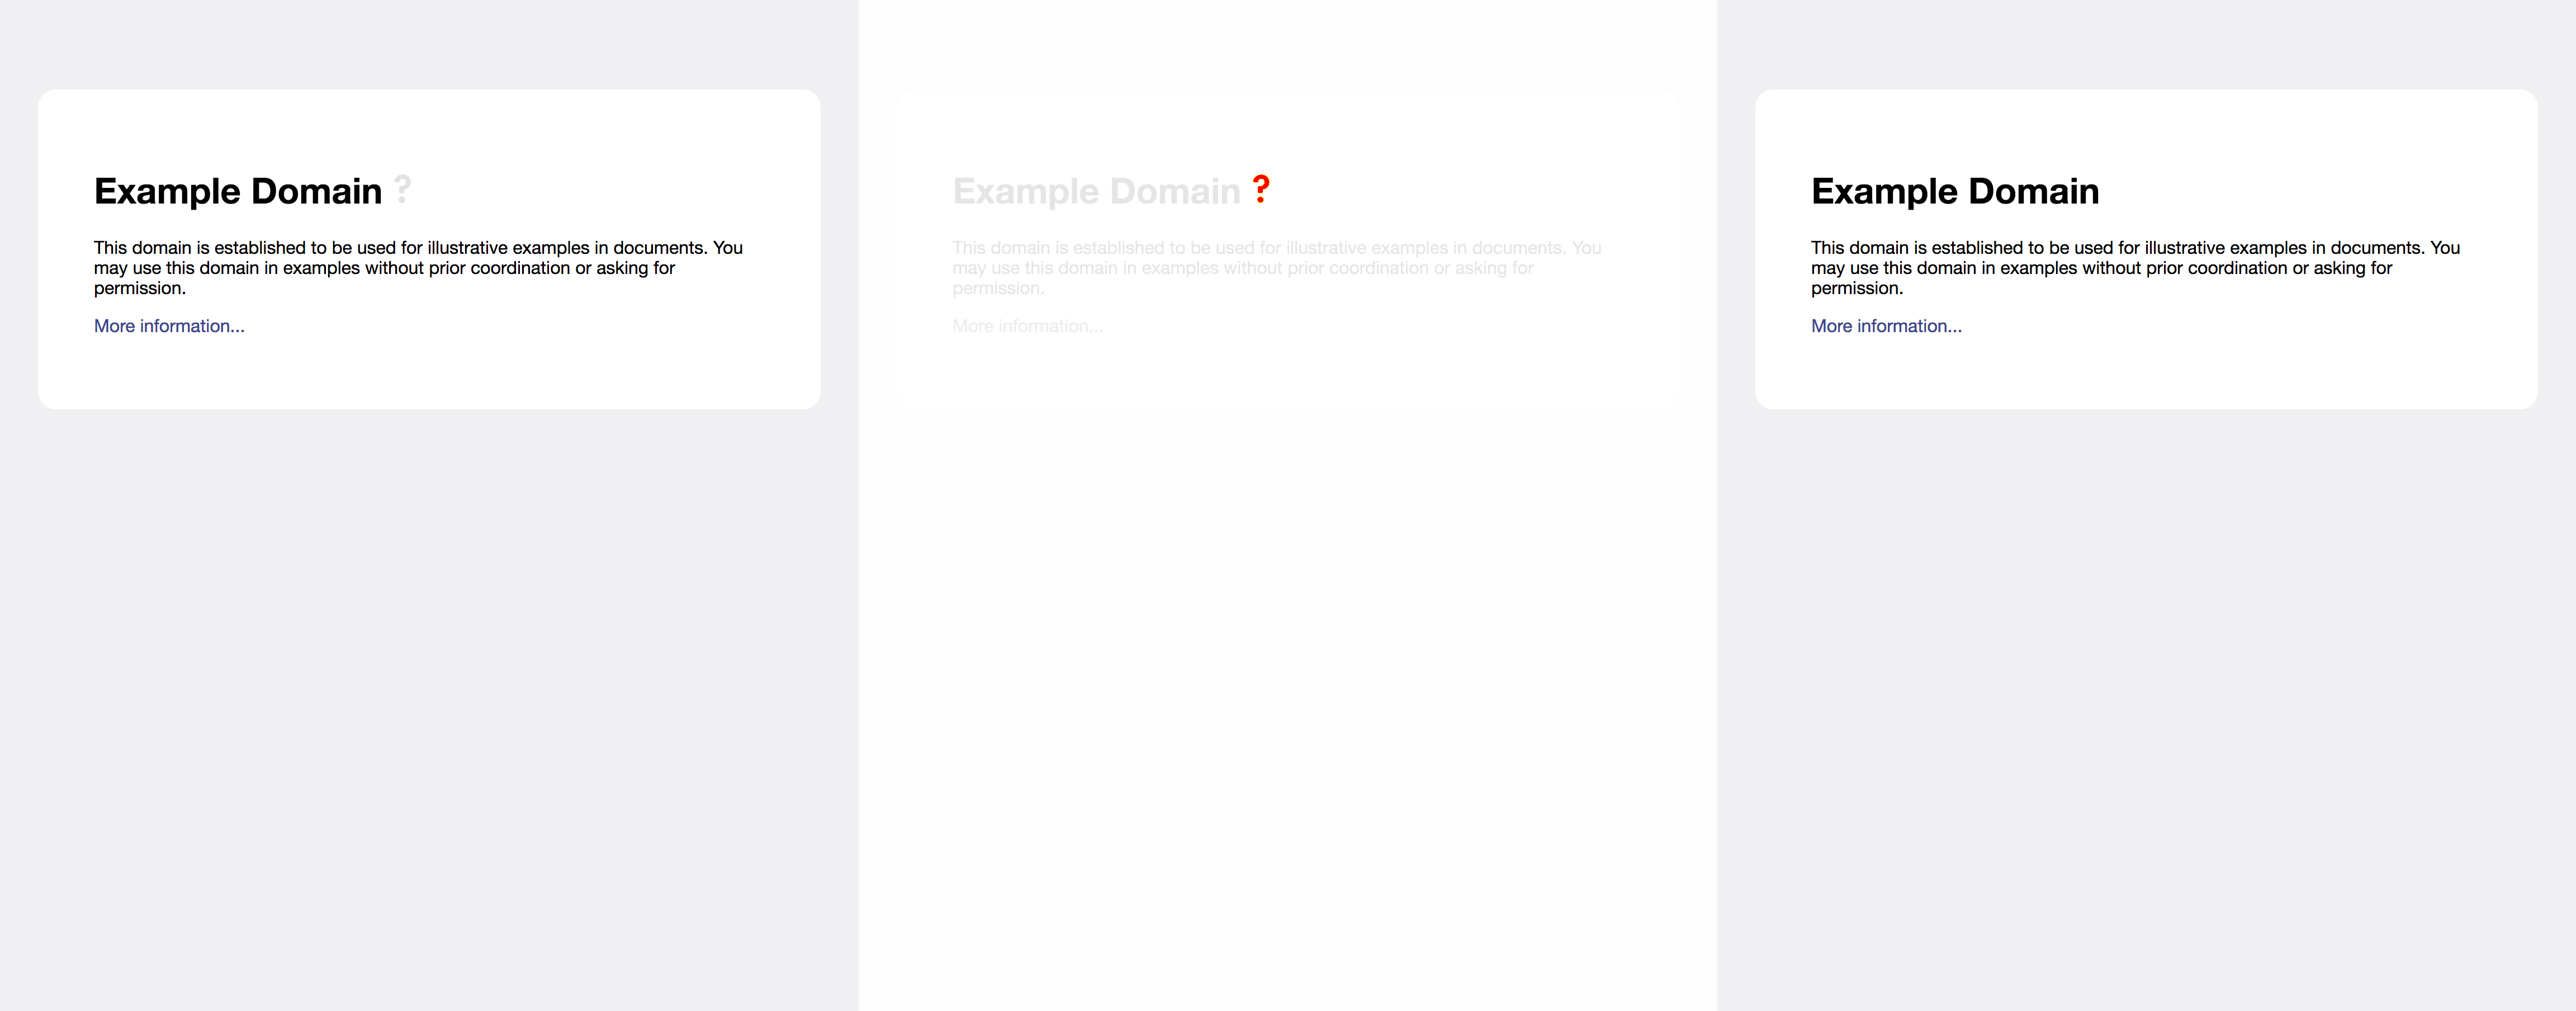 Example Domain ?
This domain is established to be used for illustrative examples in documents. You
may use this domain in examples without prior coordination or asking for
permission.
More information...
Example Domain ?
This domain is established to be used for illustrative examples in documents. You
may use this domain in examples without prior coordination or asking for
permission.
More information...
Example Domain
This domain is established to be used for illustrative examples in documents. You
may use this domain in examples without prior coordination or asking for
permission.
More information...